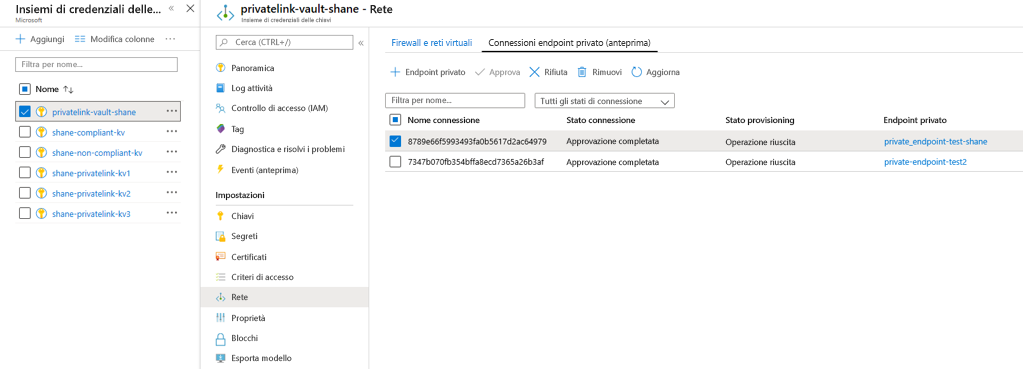 Insiemi di credenziali delle...
Microsoft
Aggiungi
Modifica colonne
Filtra per nome...
Nome
privatelink-vault-shane
shane-compliant-kv
shane-non-compliant-kv
shane-privatelink-kv1
shane-privatelink-kv2
shane-privatelink-kv3
privatelink-vault-shane - Rete
Insieme di credenziali delle chiavi
Cerca (CTRL+/)
Panoramica
Log attività
Controllo di accesso (IAM)
Tag
Diagnostica e risolvi i problemi
Eventi (anteprima)
Impostazioni
Chiavi
Segreti
Certificati
Criteri di accesso
Rete
Proprietà
Blocchi
Esporta modello
Firewall e reti virtuali Connessioni endpoint privato (anteprima)
Endpoint privato Approva Rifiuta Rimuovi Aggiorna
Filtra per nome... Tutti gli stati di connessione
Nome connessione Stato connessione Stato provisioning Endpoint privato
8789e66f5993493fa0b5617d2ac64979 Approvazione completata Operazione riuscita private_endpoint-test-shane
7347b070fb354bffa8ecd7365a26b3af Approvazione completata Operazione riuscita private-endpoint-test2